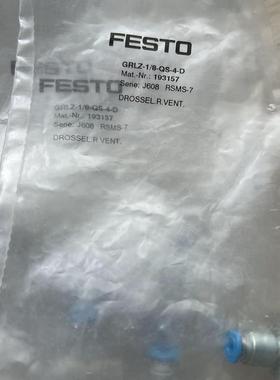 FESTO
GRLZ-1/8-QS-4-D
Mat.-Nr.: 193157
Serie: J608 RSMS-7
DROSSEL.R.VENT.
FESTO
GRLZ-1/8-QS-4-D
Mat.-Nr.: 193157
Serie: J608 RSMS-7
DROSSEL.R.VENT.